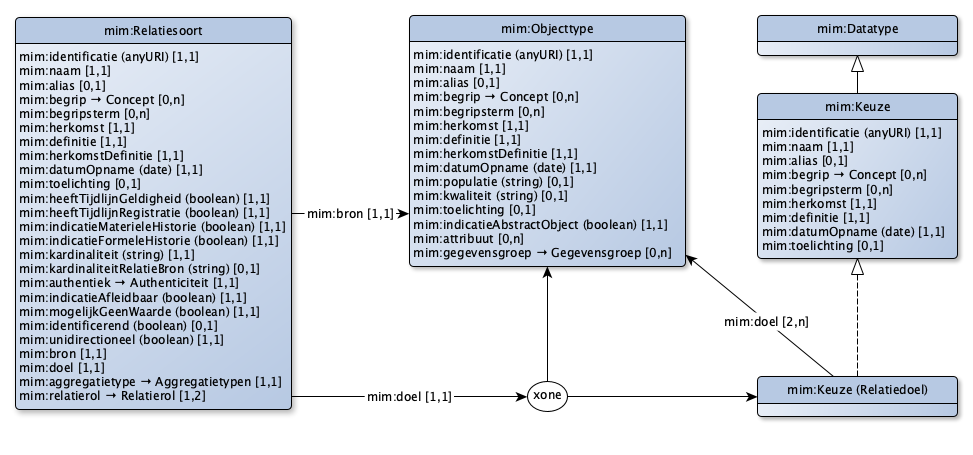 mim:Relatiesoort
mim:identificatie (anyURI) [1,1]
mim:naam [1,1]
mim:alias [0,1]
mim:begrip → Concept [0,n]
mim:begripsterm [0,n]
mim:herkomst [1,1]
mim:definitie [1,1]
mim:herkomstDefinitie [1,1]
mim:datumOpname (date) [1,1]
mim:toelichting [0,1]
mim:heeftTijdlijnGeldigheid (boolean) [1,1]
mim:heeftTijdlijnRegistratie (boolean) [1,1]
mim:indicatieMaterieleHistorie (boolean) [1,1]
mim:indicatieFormeleHistorie (boolean) [1,1]
mim:kardinaliteit (string) [1,1]
mim:kardinaliteitRelatieBron (string) [0,1]
mim:authentiek → Authenticiteit [1,1]
mim:indicatieAfleidbaar (boolean) [1,1]
mim:mogelijkGeenWaarde (boolean) [1,1]
mim:identificerend (boolean) [0,1]
mim:unidirectioneel (boolean) [1,1]
mim:bron [1,1]
mim:doel [1,1]
mim:aggregatietype → Aggregatietypen [1,1]
mim:relatierol → Relatierol [1,2]
mim:bron [1,1]
mim:doel [1,1]
mim:Objecttype
mim:identificatie (anyURI) [1,1]
mim:naam [1,1]
mim:alias [0,1]
mim:begrip → Concept [0,n]
mim:begripsterm [0,n]
mim:herkomst [1,1]
mim:definitie [1,1]
mim:herkomstDefinitie [1,1]
mim:datumOpname (date) [1,1]
mim:populatie (string) [0,1]
mim:kwaliteit (string) [0,1]
mim:toelichting [0,1]
mim:indicatieAbstractObject (boolean) [1,1]
mim:attribuut [0,n]
mim:gegevensgroep → Gegevensgroep [0,n]
xone
mim:doel [2,n]
mim:Datatype
mim:Keuze
mim:identificatie (anyURI) [1,1]
mim:naam [1,1]
mim:alias [0,1]
mim:begrip → Concept [0,n]
mim:begripsterm [0,n]
mim:herkomst [1,1]
mim:definitie [1,1]
mim:datumOpname (date) [1,1]
mim:toelichting [0,1]
mim:Keuze (Relatiedoel)